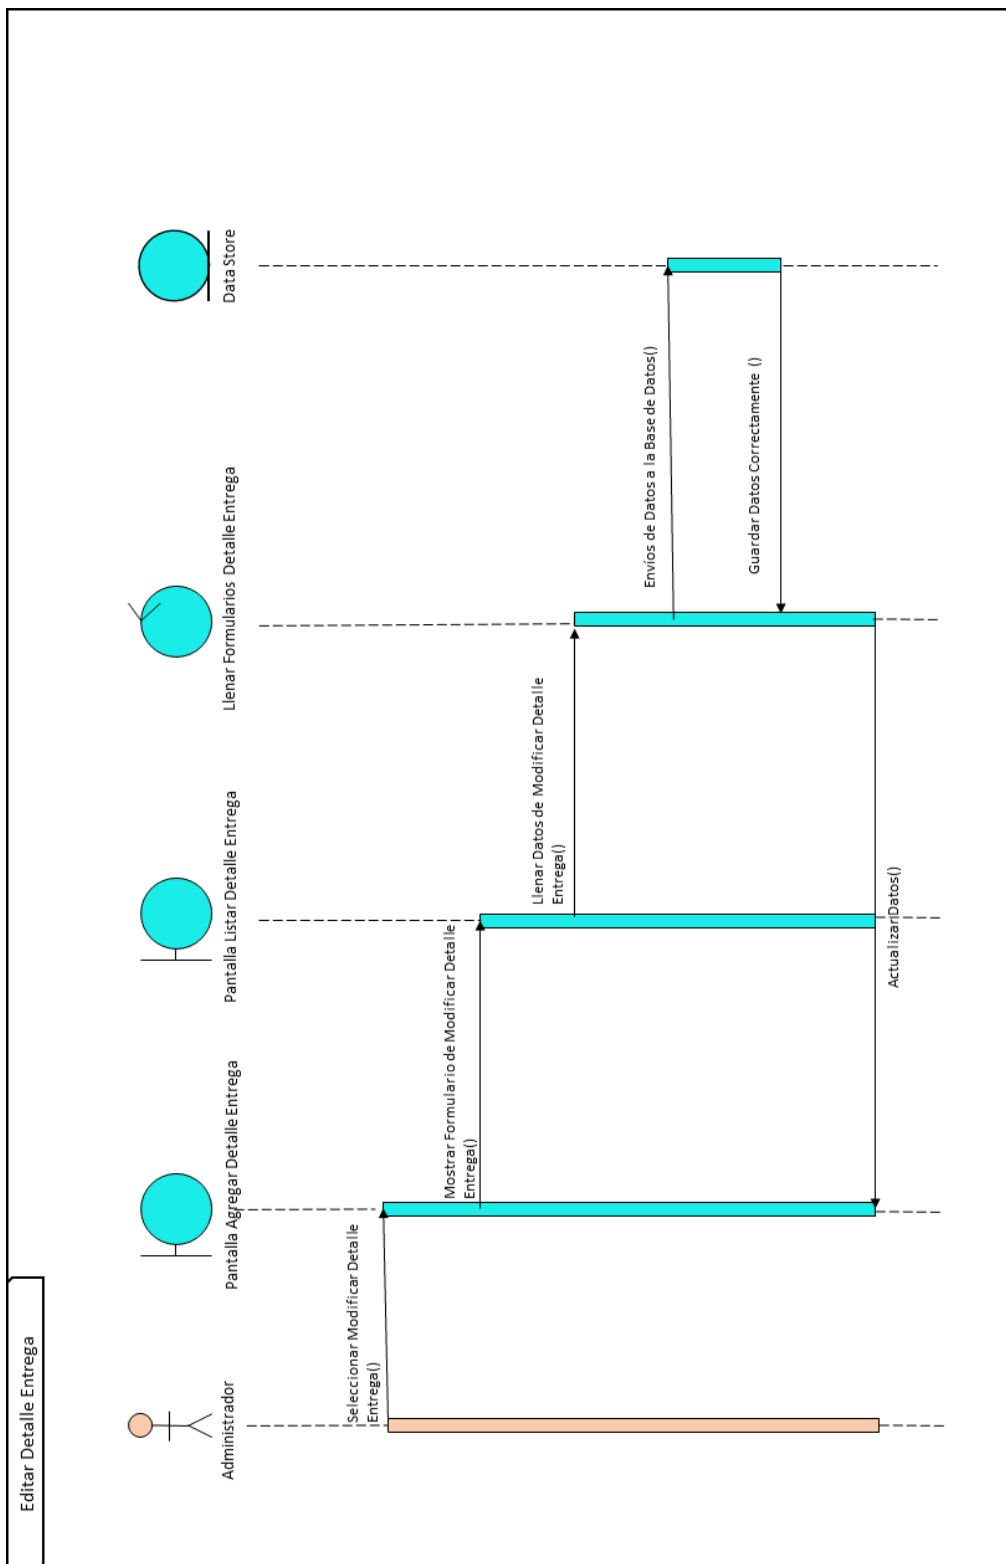 Editar Detalle Entrega
Administrador
Pantalla Agregar Detalle Entrega
Pantalla Listar Detalle Entrega
Llenar Formularios Detalle Entrega
Data Store
Seleccionar Modificar Detalle
Entrega()
Mostrar Formulario de Modificar Detalle
Entrega()
Llenar Datos de Modificar Detalle
Entrega()
Envíos de Datos a la Base de Datos()
Guardar Datos Correctamente ()
Actualizar Datos()